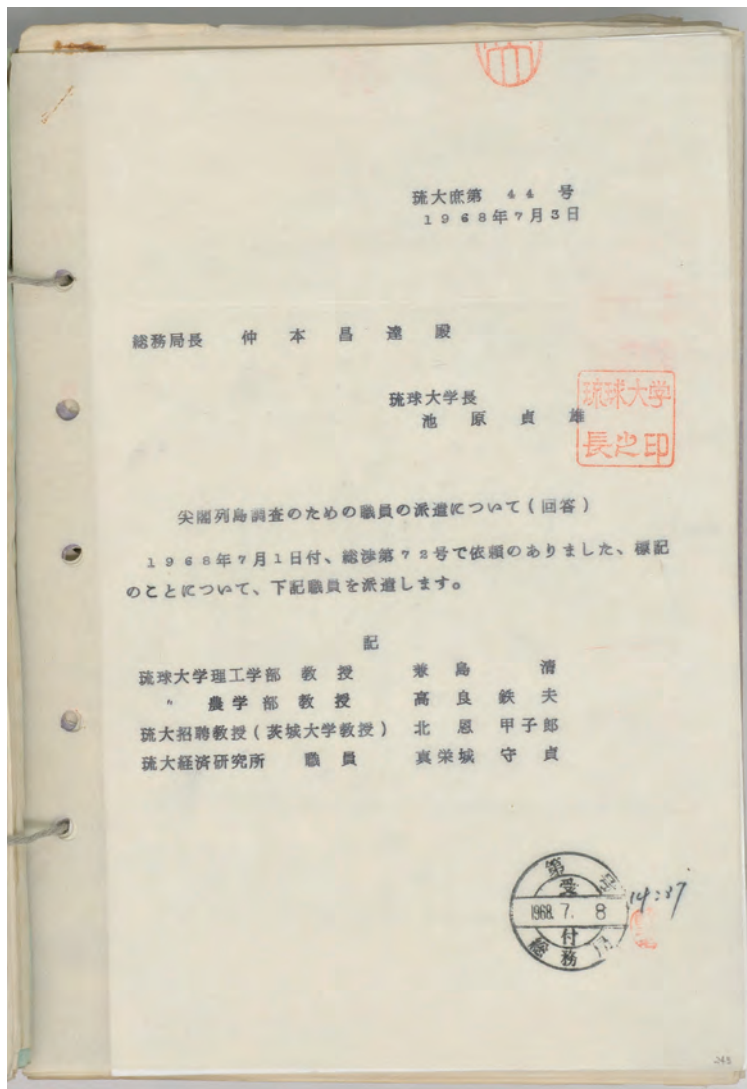 琉大庶第 44 号
1968年7月3日
総務局長 仲本昌達殿
琉球大学長
池原貞雄
琉球大学
長之印
尖閣列島調査のための職員の派遣について(回答)
1968年7月1日付、総渉第72号で依頼のありました、標記
のことについて、下記職員を派遣します。
記
琉球大学理工学部 教授 兼島 清
〃 農学部教授 高良鉄夫
琉大招聘教授(茨城大学教授) 北恩甲子郎
琉大経済研究所 職員 真栄城守貞
第 号
受
1968. 7. 8
付
総務
14:37
248